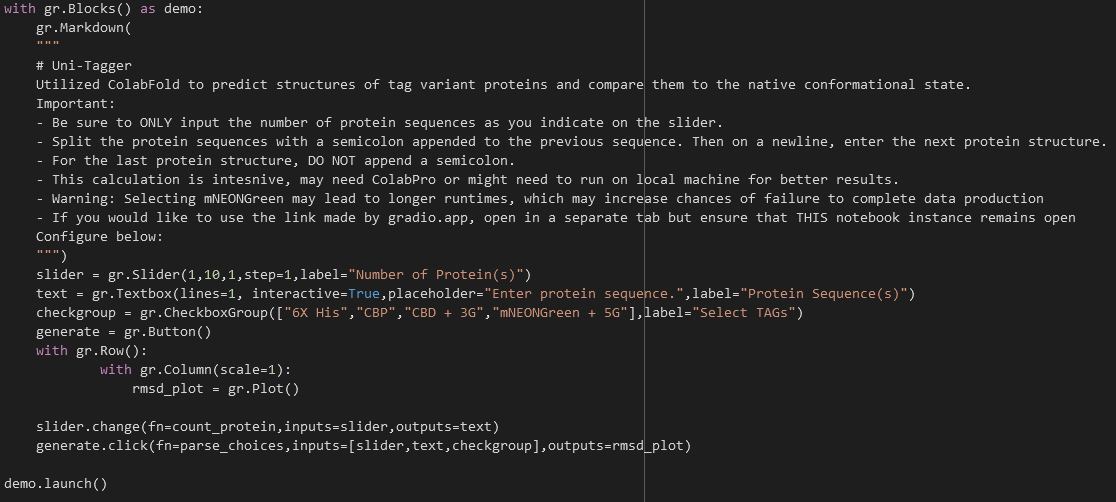 with gr.Blocks() as demo:
    gr.Markdown(
    """
    # Uni-Tagger
    Utilized ColabFold to predict structures of tag variant proteins and compare them to the native conformational state.
    Important:
    - Be sure to ONLY input the number of protein sequences as you indicate on the slider.
    - Split the protein sequences with a semicolon appended to the previous sequence. Then on a newline, enter the next protein structure.
    - For the last protein structure, DO NOT append a semicolon.
    - This calculation is intesnive, may need ColabPro or might need to run on local machine for better results.
    - Warning: Selecting mNEONGreen may lead to longer runtimes, which may increase chances of failure to complete data production
    - If you would like to use the link made by gradio.app, open in a separate tab but ensure that THIS notebook instance remains open
    Configure below:
    """)
    slider = gr.Slider(1,10,1,step=1,label="Number of Protein(s)")
    text = gr.Textbox(lines=1, interactive=True,placeholder="Enter protein sequence.",label="Protein Sequence(s)")
    checkgroup = gr.CheckboxGroup(["6X His","CBP","CBD + 3G","mNEONGreen + 5G"],label="Select TAGs")
    generate = gr.Button()
    with gr.Row():
            with gr.Column(scale=1):
                rmsd_plot = gr.Plot()

    slider.change(fn=count_protein,inputs=slider,outputs=text)
    generate.click(fn=parse_choices,inputs=[slider,text,checkgroup],outputs=rmsd_plot)

demo.launch()